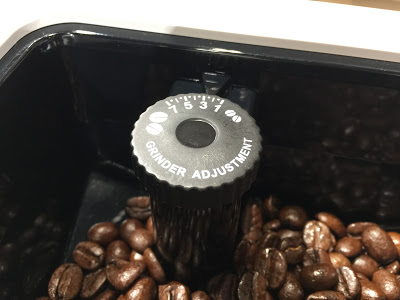 7 5 3 1
GRINDER ADJUSTMENT